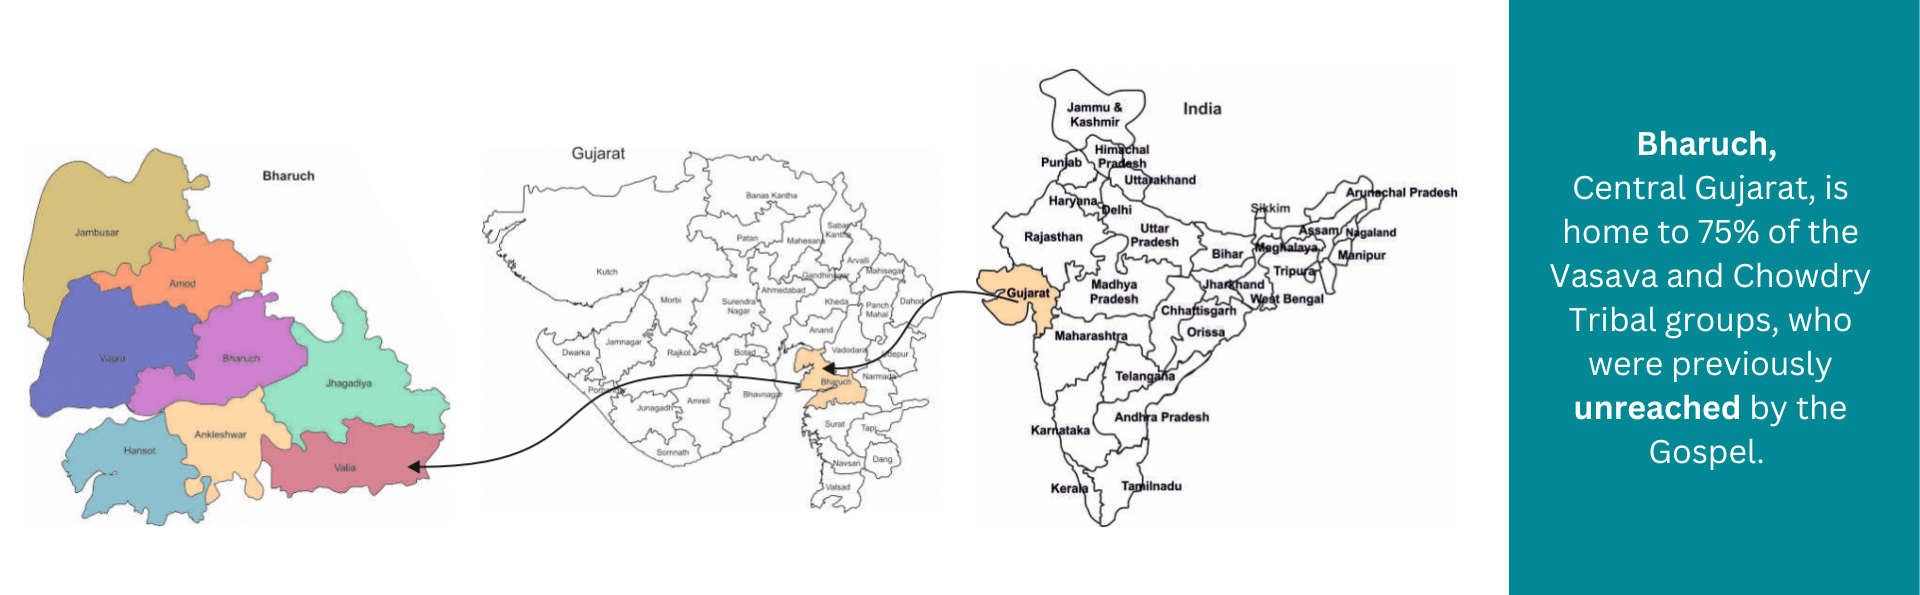 Bharuch
Jambusar
Amod
Vagra
Bharuch
Jhagadiya
Ankleshwar
Hansot
Valia
Gujarat
Banas Kantha
Patan
Mahesana
Sabar
Kantha
Arvalli
Mahisagar
Gandhinagar
Kutch
Ahmedabad
Morbi
Surendra
Nagar
Kheda
Panch
Mahal
Dahod
Anand
Dwarka
Jamnagar
Rajkot
Botad
Vadodara
Udepur
Porbandar
Bharuch
Narmada
Junagadh
Amreli
Bhavnagar
Surat
Tapi
Somnath
Navsari
Dang
Valsad
India
Jammu &
Kashmir
Himachal
Pradesh
Punjab
Uttarakhand
Haryana
Delhi
Sikkim
Arunachal Pradesh
Rajasthan
Uttar
Pradesh
Assam
Nagaland
Bihar
Meghalaya
Manipur
Tripura
Gujarat
Madhya
Pradesh
Jharkhand
West Bengal
Chhattisgarh
Maharashtra
Orissa
Telangana
Andhra Pradesh
Karnataka
Kerala
Tamilnadu
Bharuch,
Central Gujarat, is
home to 75% of the
Vasava and Chowdry
Tribal groups, who
were previously
unreached by the
Gospel.